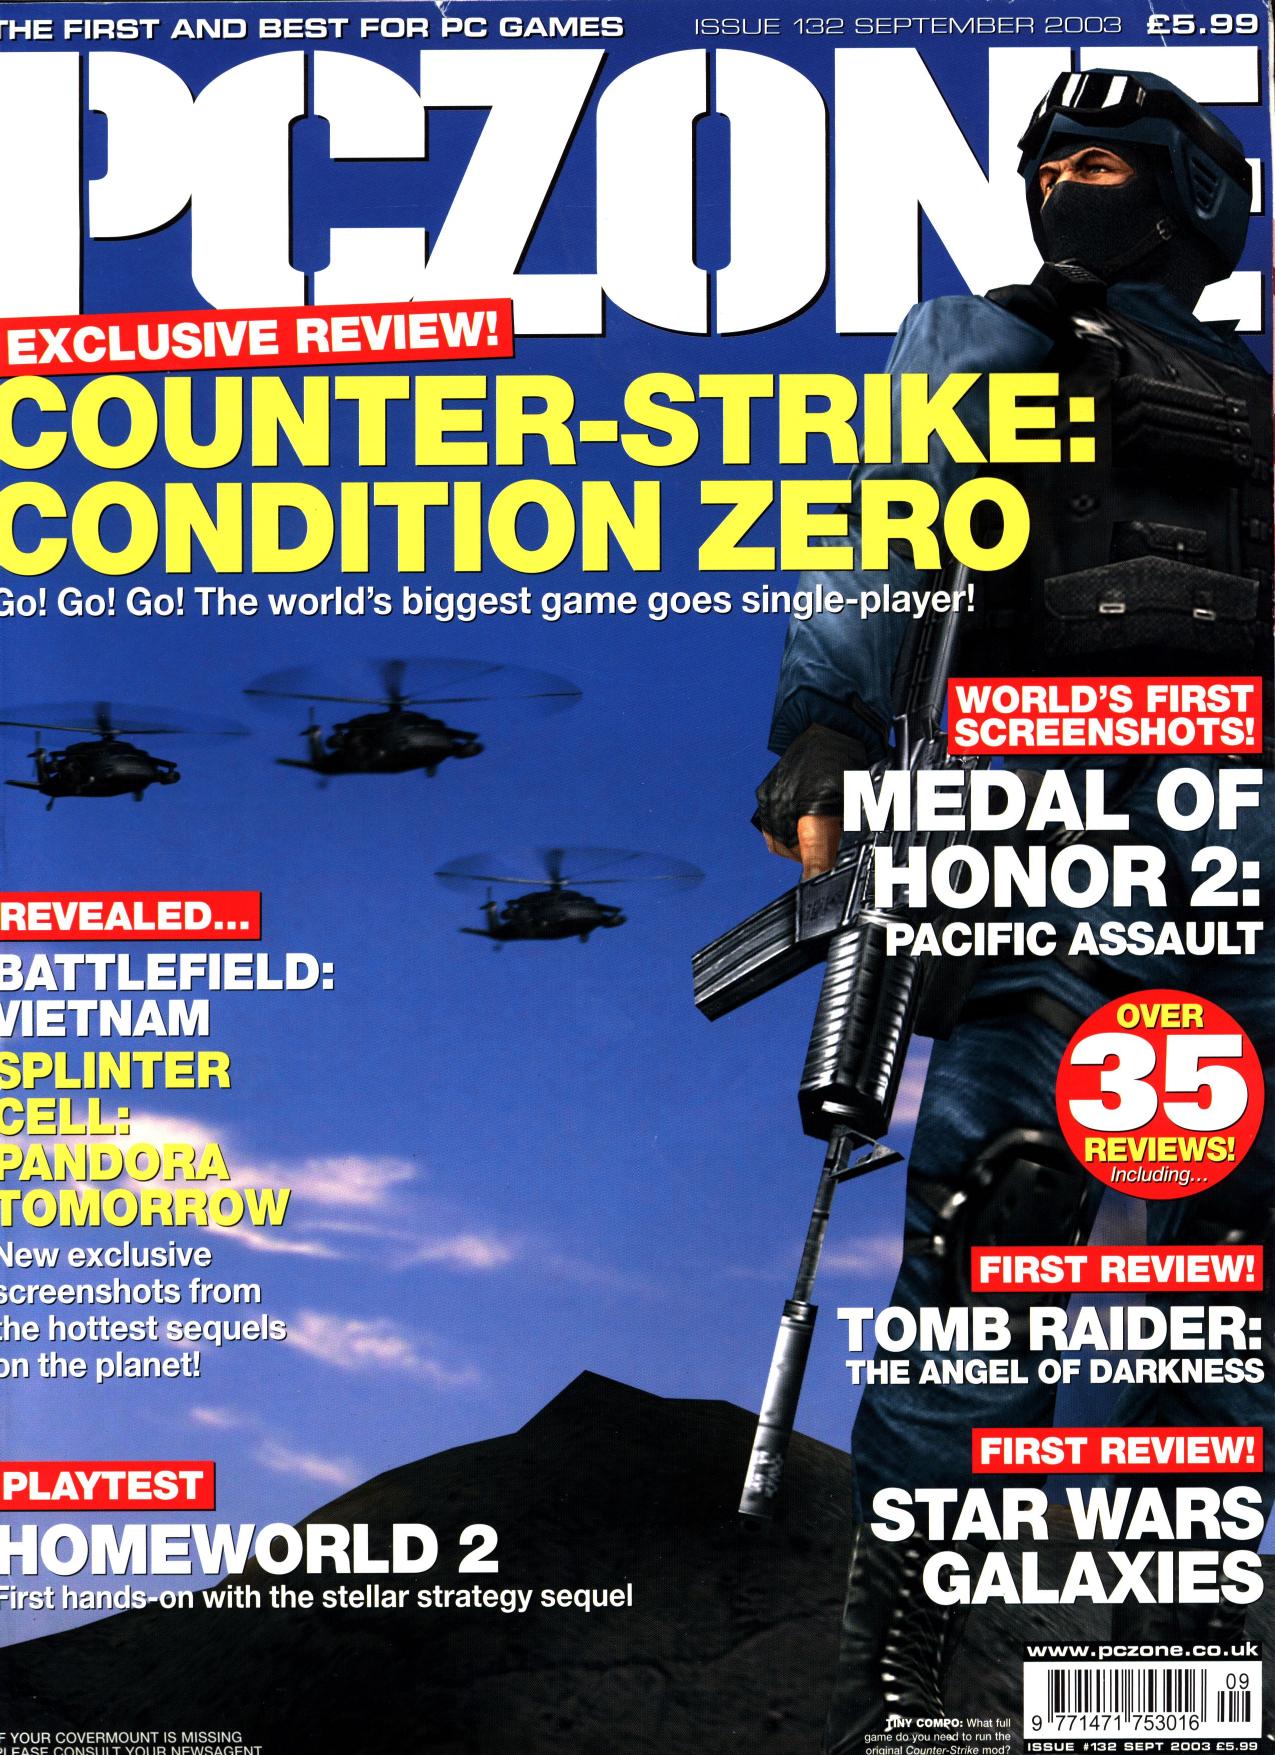 THE FIRST AND BEST FOR PC GAMES
ISSUE 132 SEPTEMBER 2003 £5.99
PCZONE
EXCLUSIVE REVIEW!
COUNTER-STRIKE:
CONDITION ZERO
Go! Go! Go! The world's biggest game goes single-player!
WORLD'S FIRST
SCREENSHOTS!
MEDAL OF
HONOR 2:
PACIFIC ASSAULT
REVEALED...
BATTLEFIELD:
VIETNAM
SPLINTER
CELL:
PANDORA
TOMORROW
New exclusive
screenshots from
the hottest sequels
on the planet!
OVER
35
REVIEWS!
Including...
FIRST REVIEW!
TOMB RAIDER:
THE ANGEL OF DARKNESS
FIRST REVIEW!
STAR WARS
GALAXIES
PLAYTEST
HOMEWORLD 2
First hands-on with the stellar strategy sequel
www.pczone.co.uk
09
9 771471 753016
ISSUE #132 SEPT 2003 £5.99
TINY COMPO: What full
game do you need to run the
original Counter-Strike mod?
IF YOUR COVERMOUNT IS MISSING
PLEASE CONSULT YOUR NEWSAGENT